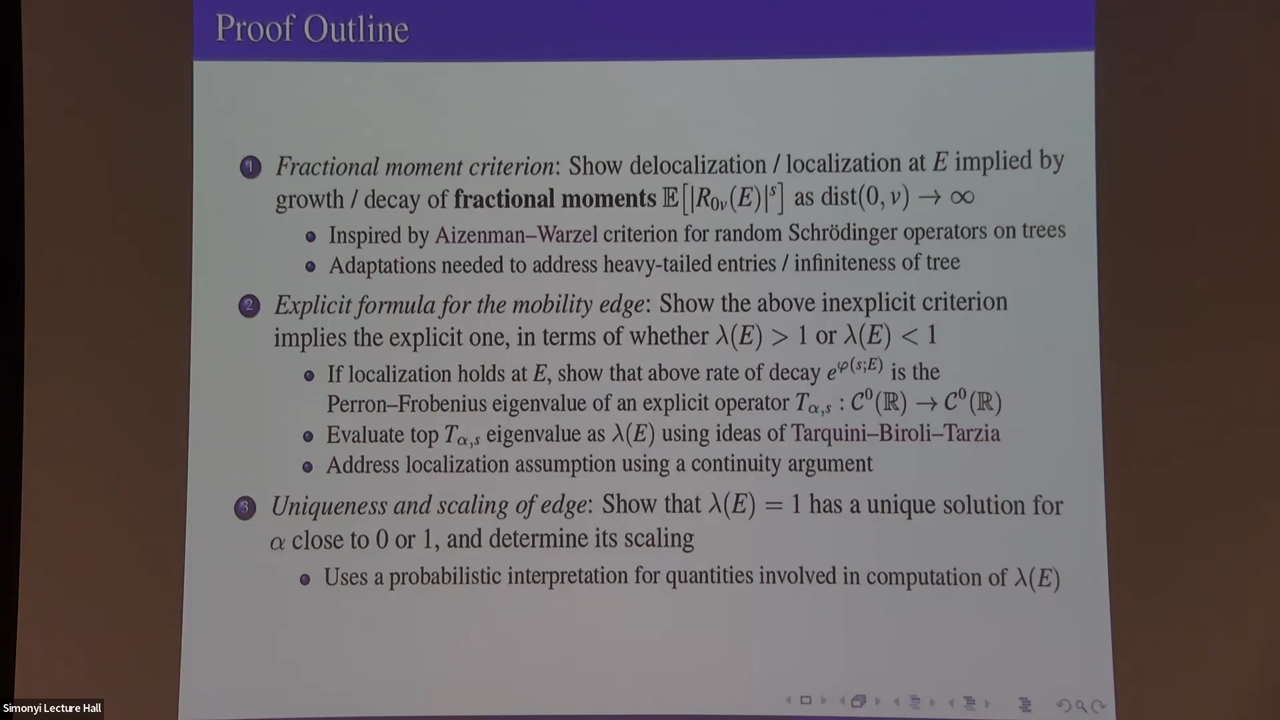 Proof Outline
1 Fractional moment criterion: Show delocalization / localization at E implied by
growth / decay of fractional moments 𝔼[|R₀ᵥ(E)|ˢ] as dist(0, v) → ∞
Inspired by Aizenman–Warzel criterion for random Schrödinger operators on trees
Adaptations needed to address heavy-tailed entries / infiniteness of tree
2 Explicit formula for the mobility edge: Show the above inexplicit criterion
implies the explicit one, in terms of whether λ(E) > 1 or λ(E) < 1
If localization holds at E, show that above rate of decay e^{φ(s;E)} is the
Perron–Frobenius eigenvalue of an explicit operator T_{α,s} : C⁰(ℝ) → C⁰(ℝ)
Evaluate top T_{α,s} eigenvalue as λ(E) using ideas of Tarquini–Biroli–Tarzia
Address localization assumption using a continuity argument
3 Uniqueness and scaling of edge: Show that λ(E) = 1 has a unique solution for
α close to 0 or 1, and determine its scaling
Uses a probabilistic interpretation for quantities involved in computation of λ(E)
Simonyi Lecture Hall